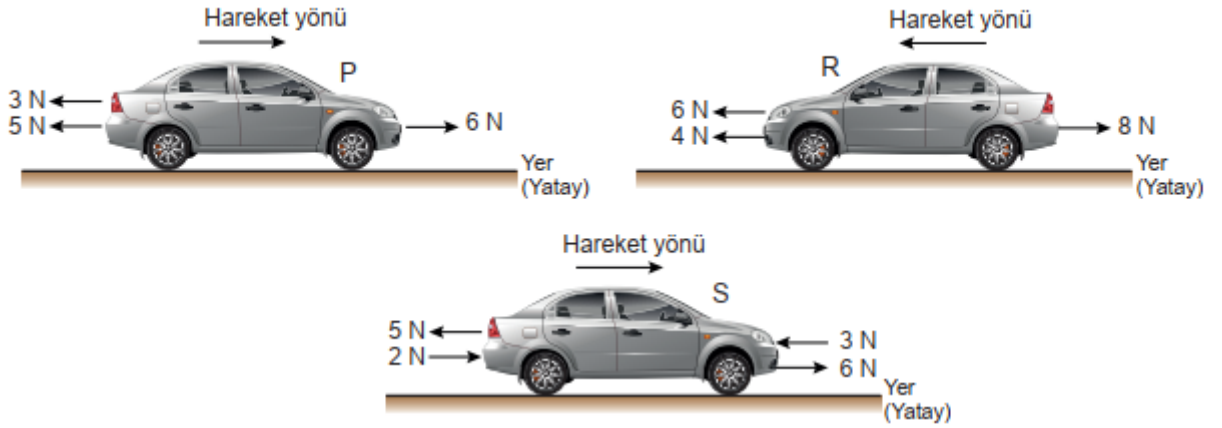 Hareket yönü
P
3 N
5 N
6 N
Yer
(Yatay)
Hareket yönü
R
6 N
4 N
8 N
Yer
(Yatay)
Hareket yönü
S
5 N
2 N
3 N
6 N
Yer
(Yatay)